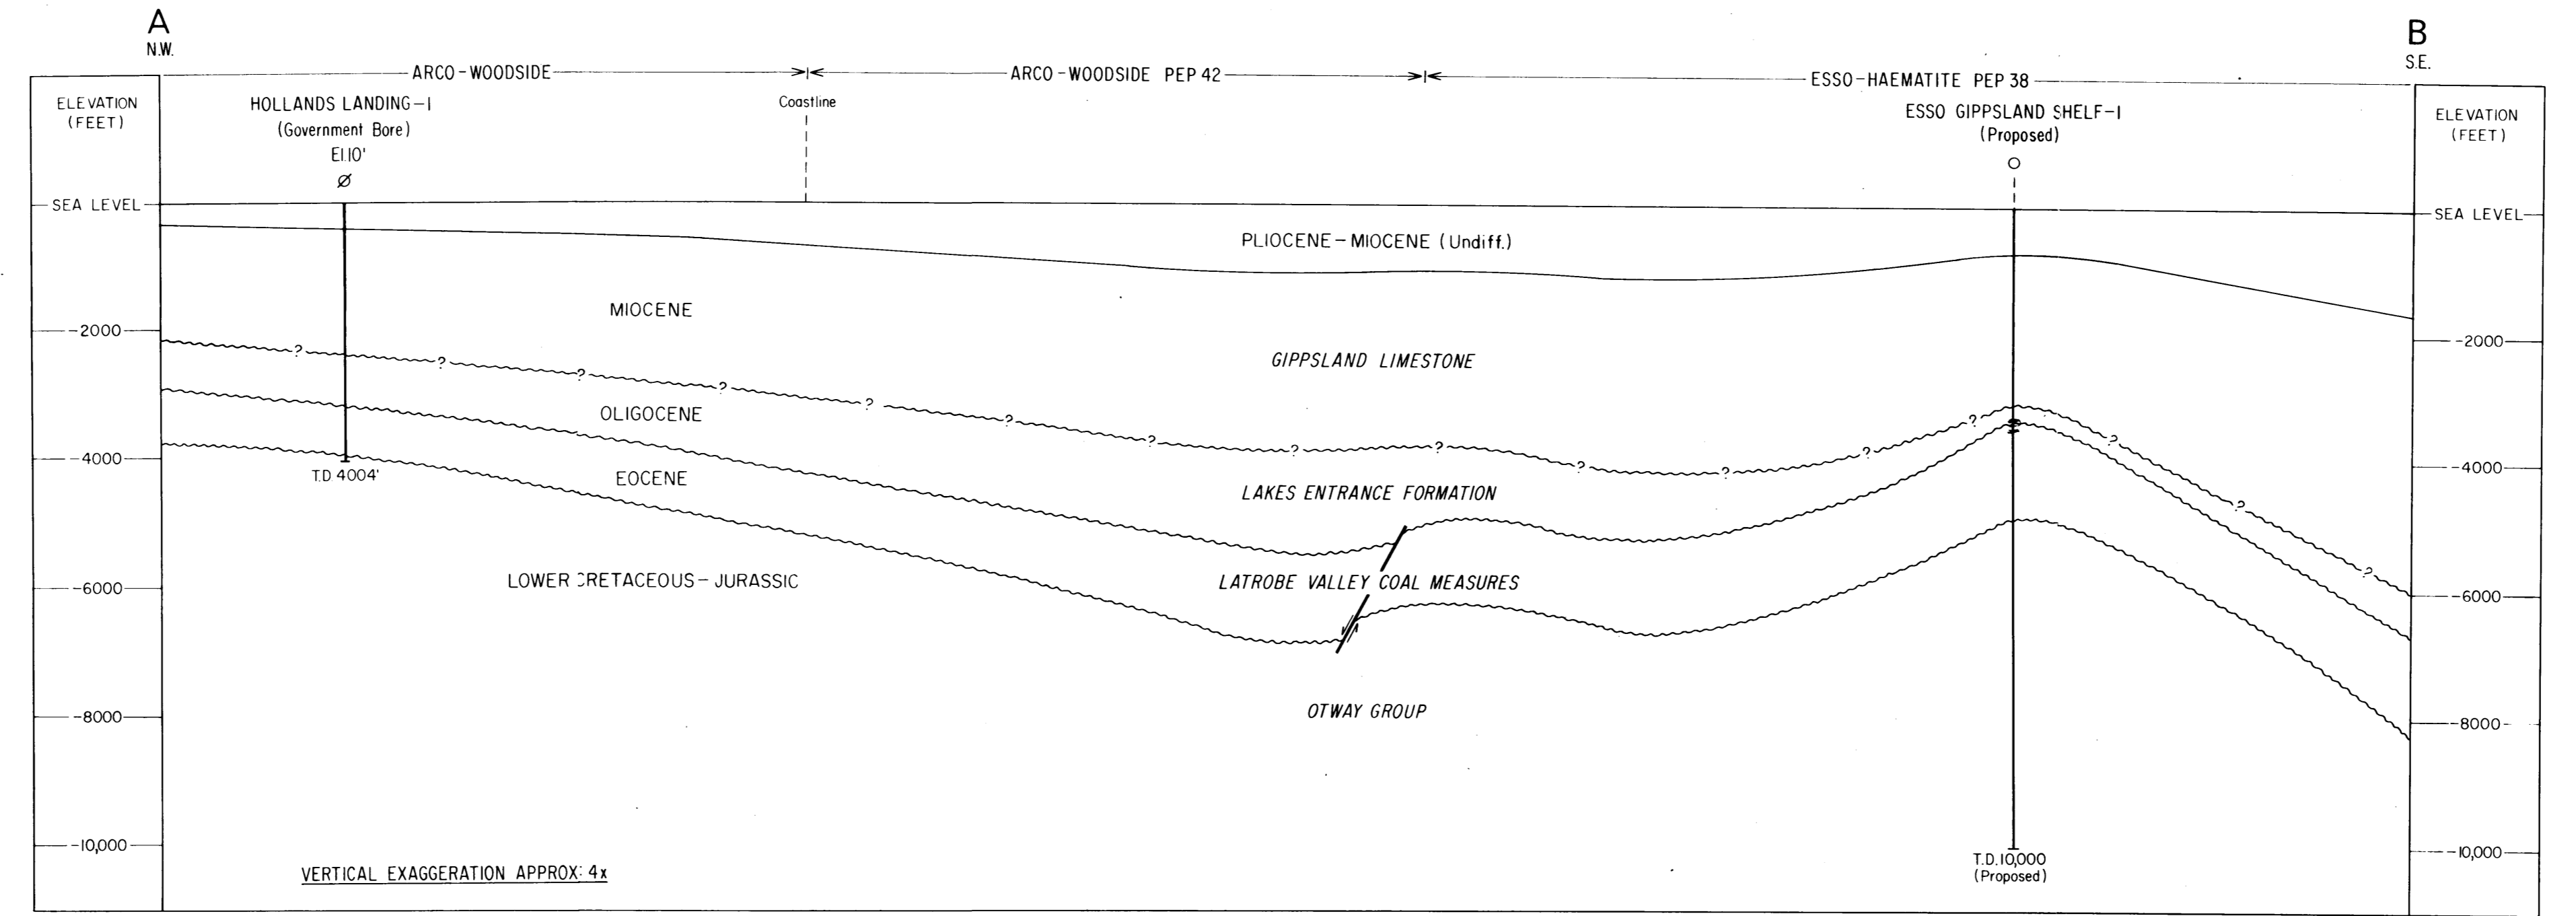 A
N.W.
B
S.E.
ARCO-WOODSIDE
ARCO-WOODSIDE PEP 42
ESSO-HAEMATITE PEP 38
ELEVATION
(FEET)
HOLLANDS LANDING-1
(Government Bore)
El.10'
Coastline
ESSO GIPPSLAND SHELF-1
(Proposed)
ELEVATION
(FEET)
SEA LEVEL
SEA LEVEL
PLIOCENE-MIOCENE (Undiff.)
MIOCENE
-2000
-2000
GIPPSLAND LIMESTONE
? ? ? ? ? ? ? ? ? ? ? ? ? ? ? ?
OLIGOCENE
-4000
-4000
T.D. 4004'
EOCENE
LAKES ENTRANCE FORMATION
LOWER CRETACEOUS-JURASSIC
LATROBE VALLEY COAL MEASURES
-6000
-6000
OTWAY GROUP
-8000
-8000
-10,000
-10,000
T.D.10,000
(Proposed)
VERTICAL EXAGGERATION APPROX: 4x